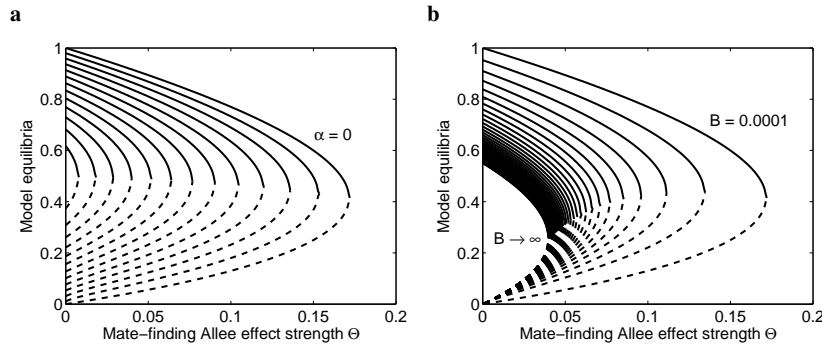 a
b
1
0.8
0.6
0.4
0.2
0
0
0.05
0.1
0.15
0.2
Model equilibria
Mate−finding Allee effect strength Θ
α = 0
1
0.8
0.6
0.4
0.2
0
0
0.05
0.1
0.15
0.2
Model equilibria
Mate−finding Allee effect strength Θ
B = 0.0001
B → ∞